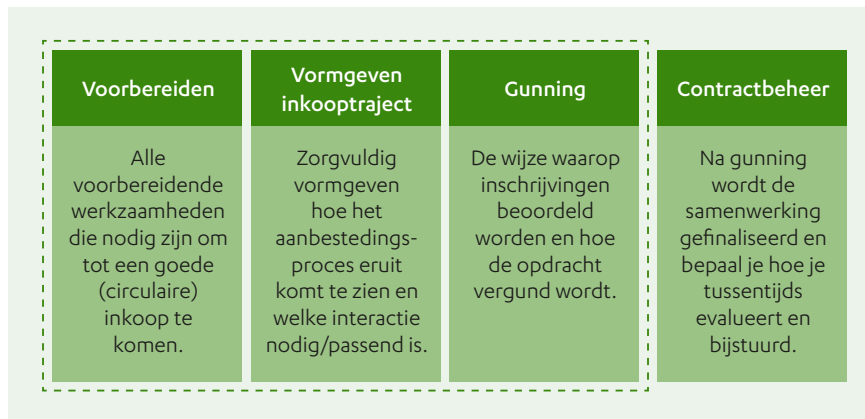 Voorbereiden
Alle
voorbereidende
werkzaamheden
die nodig zijn om
tot een goede
(circulaire)
inkoop te
komen.
Vormgeven
inkooptraject
Zorgvuldig
vormgeven
hoe het
aanbestedings-
proces eruit
komt te zien en
welke interactie
nodig/passend is.
Gunning
De wijze waarop
inschrijvingen
beoordeld
worden en hoe
de opdracht
vergund wordt.
Contractbeheer
Na gunning
wordt de
samenwerking
gefinaliseerd en
bepaal je hoe je
tussentijds
evalueert en
bijstuurd.